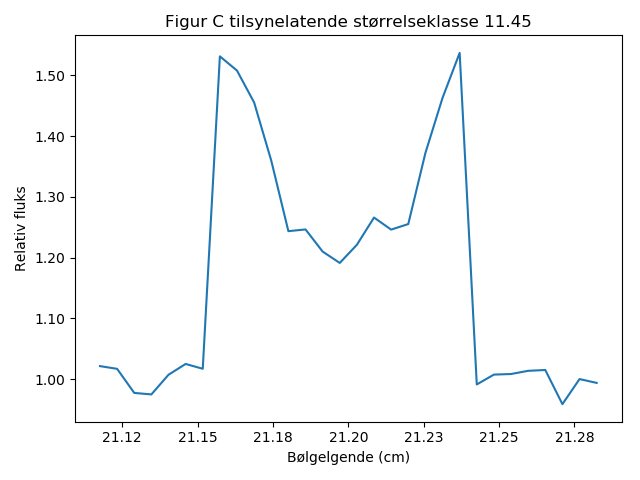 Figur C tilsynelatende størrelseklasse 11.45
Relativ fluks
1.50
1.40
1.30
1.20
1.10
1.00
21.12 21.15 21.18 21.20 21.23 21.25 21.28
Bølgelgende (cm)